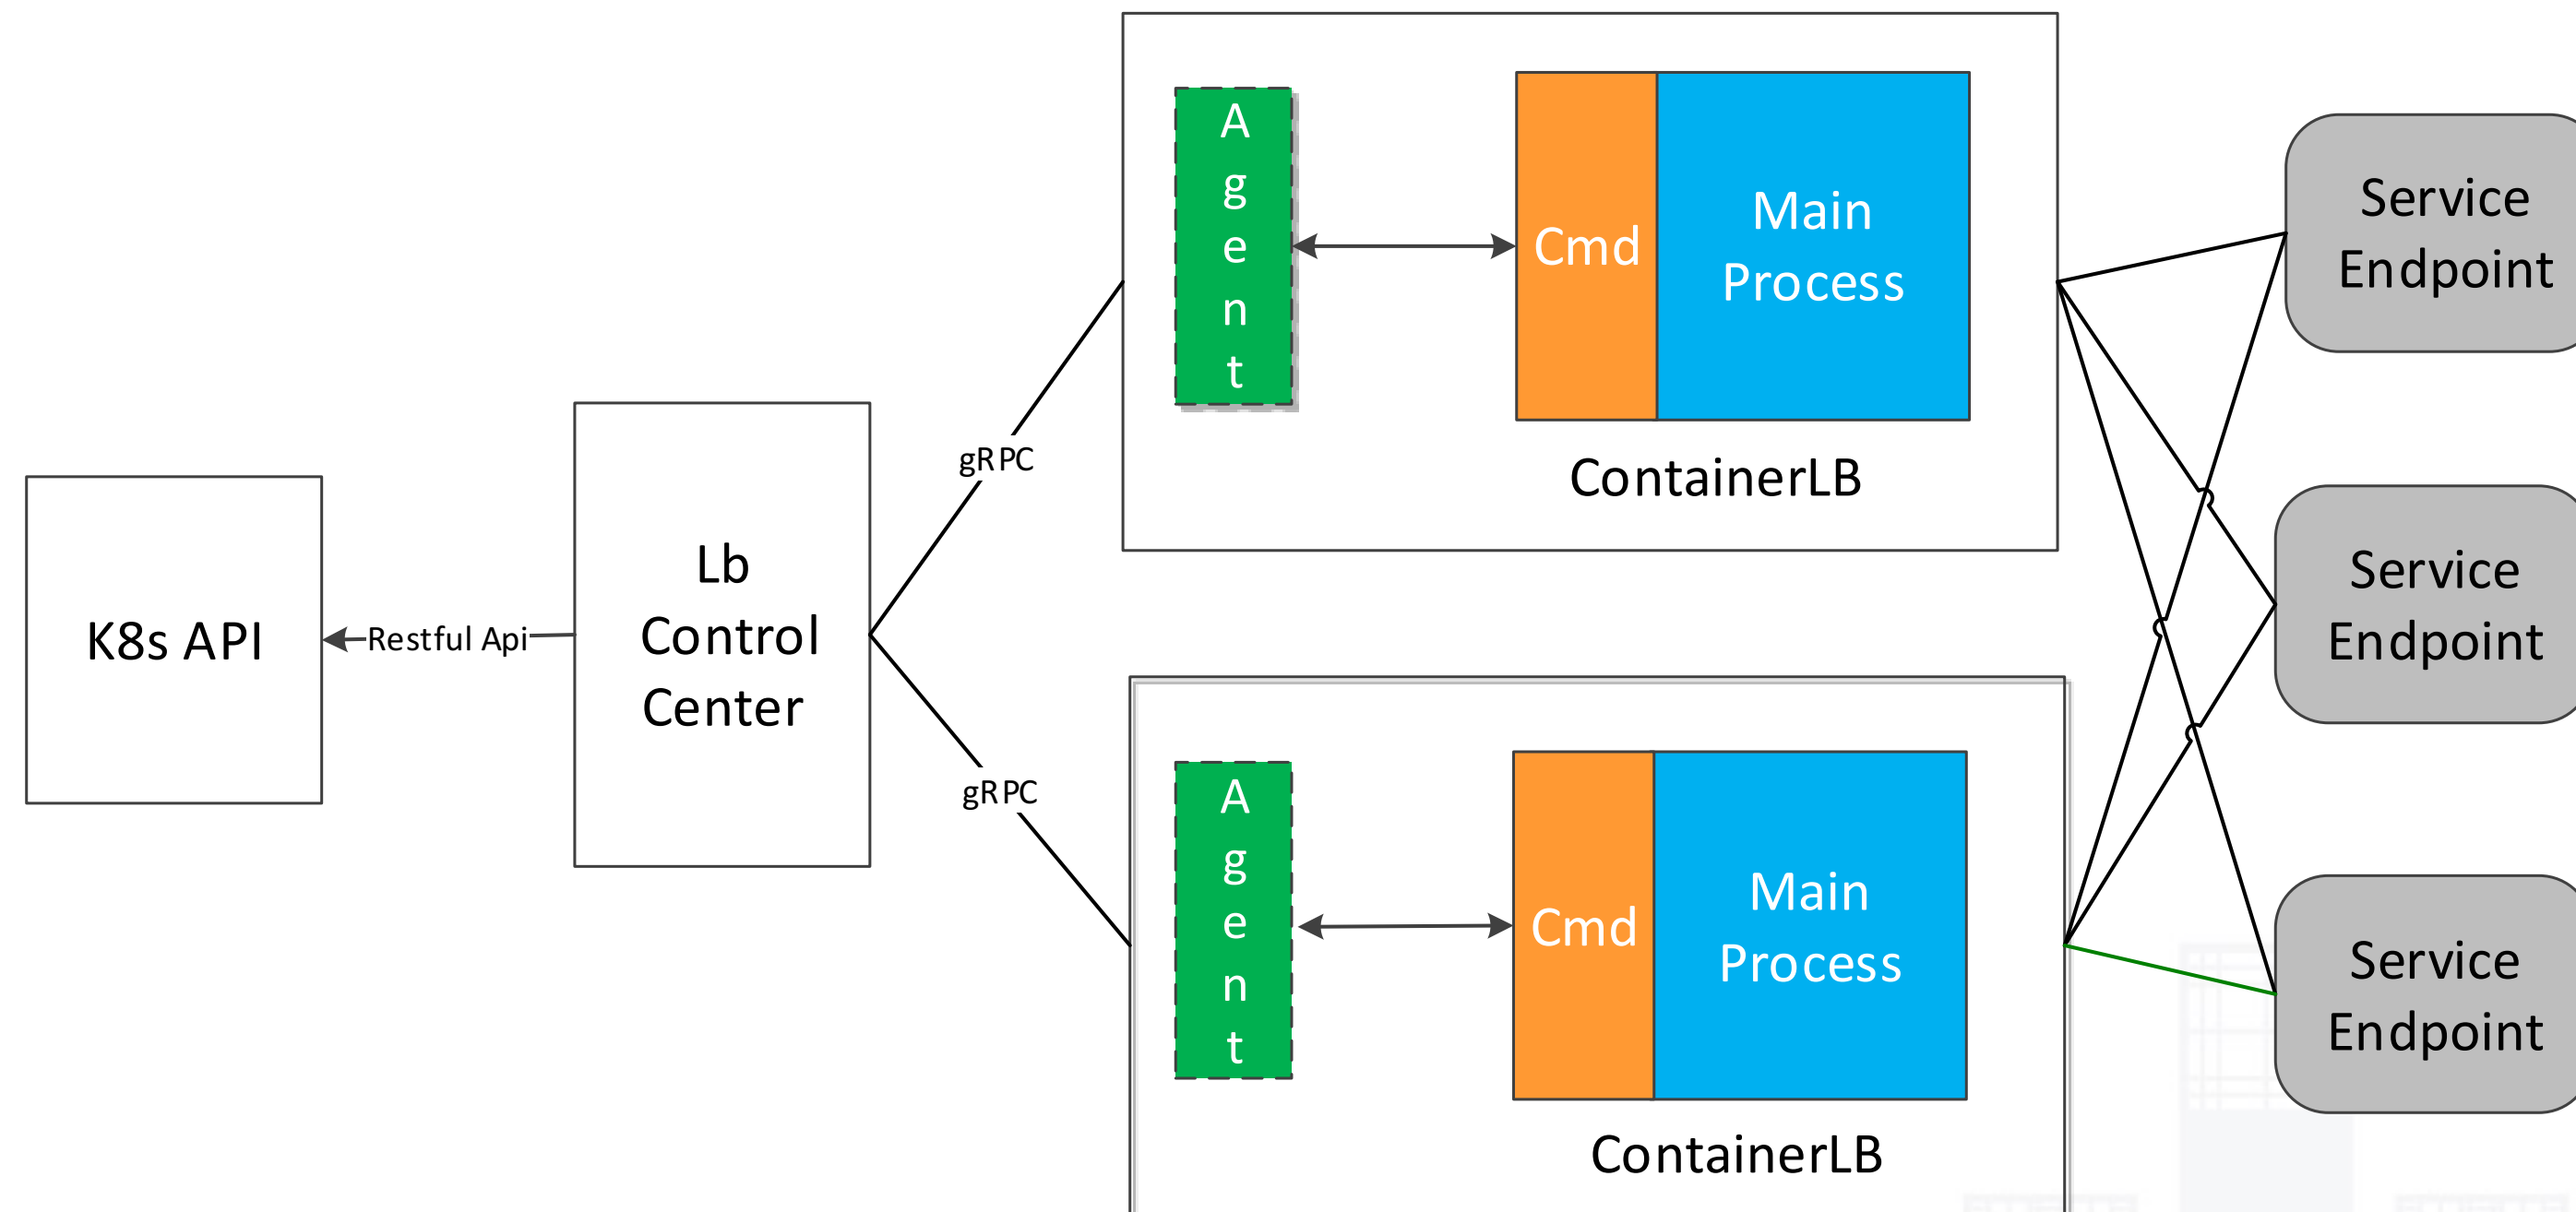 K8s API
Restful Api
Lb
Control
Center
gRPC
gRPC
A
g
e
n
t
Cmd
Main
Process
ContainerLB
A
g
e
n
t
Cmd
Main
Process
ContainerLB
Service
Endpoint
Service
Endpoint
Service
Endpoint